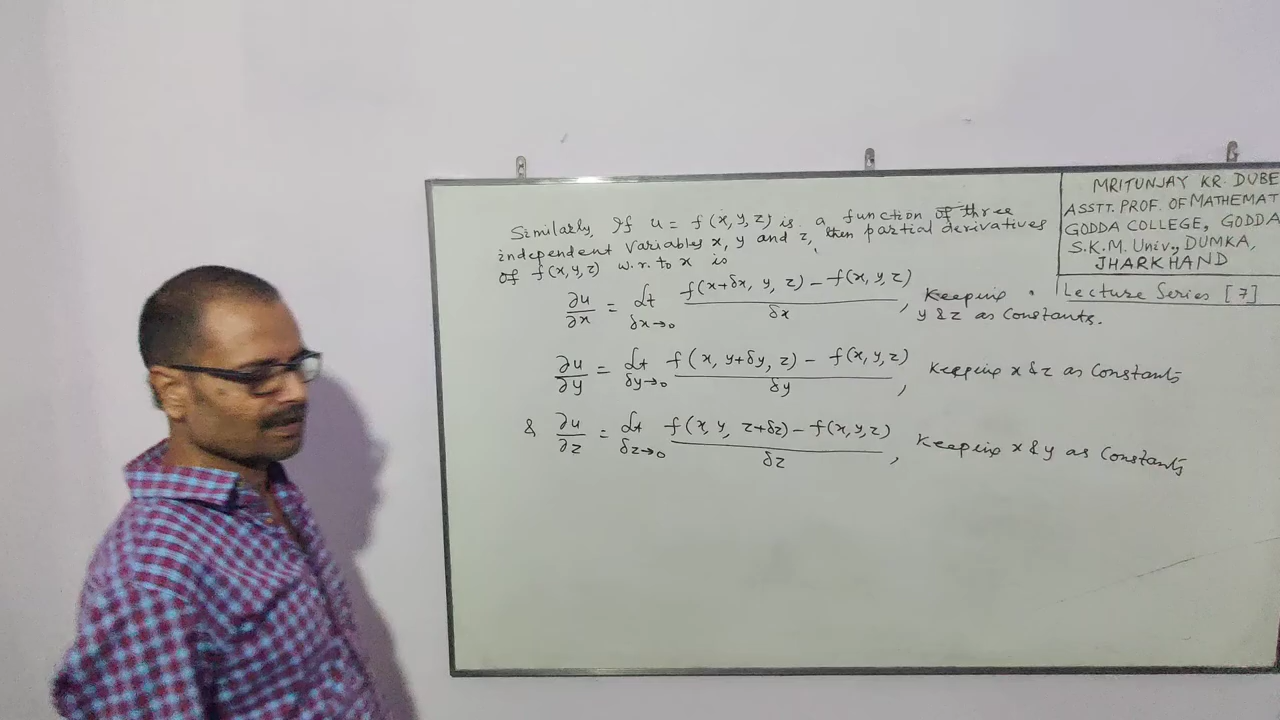 Similarly, If u = f(x, y, z) is a function of three
independent variables x, y and z, then partial derivatives
of f(x, y, z) w.r. to x is
∂u/∂x = Lt δx→0 f(x+δx, y, z) − f(x, y, z) / δx , Keeping y & z as Constants.
∂u/∂y = Lt δy→0 f(x, y+δy, z) − f(x, y, z) / δy , Keeping x & z as Constants
& ∂u/∂z = Lt δz→0 f(x, y, z+δz) − f(x, y, z) / δz , Keeping x & y as Constants
MRITUNJAY KR. DUBE
ASSTT. PROF. OF MATHEMAT
GODDA COLLEGE, GODDA
S.K.M. Univ., DUMKA,
JHARKHAND
Lecture Series [7]